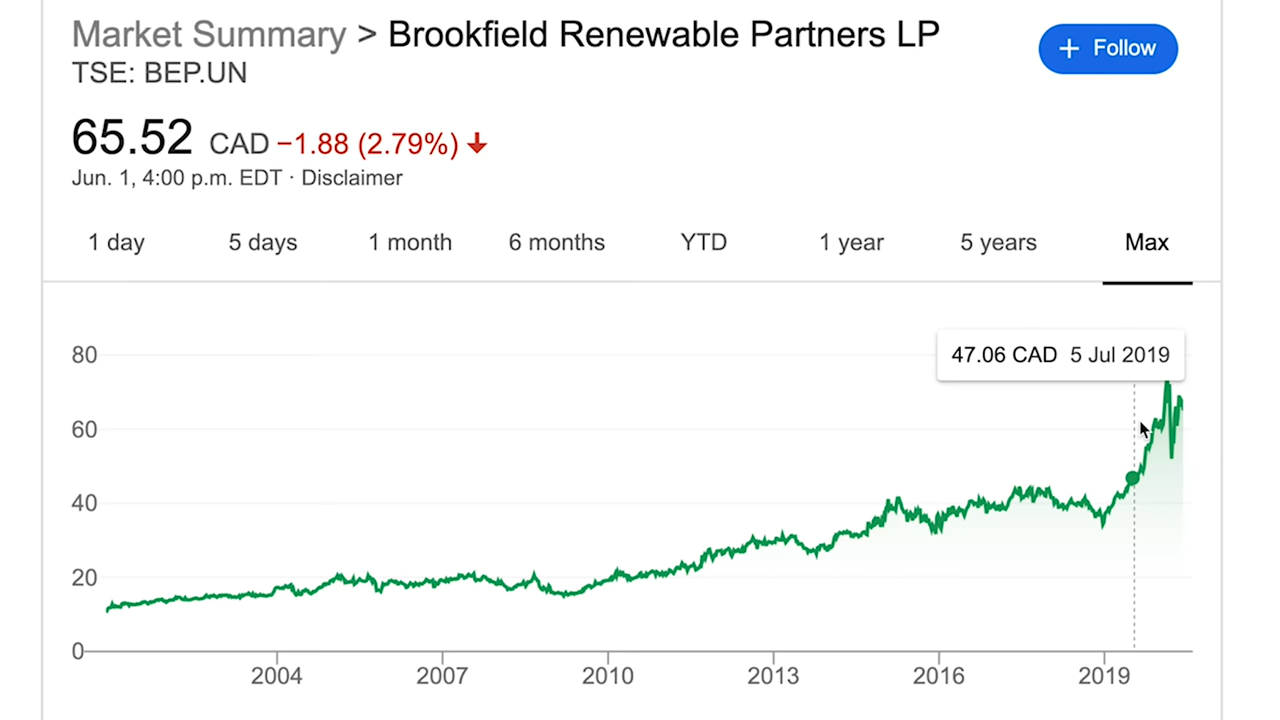 Market Summary > Brookfield Renewable Partners LP
+ Follow
TSE: BEP.UN
65.52 CAD −1.88 (2.79%)
Jun. 1, 4:00 p.m. EDT · Disclaimer
1 day 5 days 1 month 6 months YTD 1 year 5 years Max
47.06 CAD 5 Jul 2019
80
60
40
20
0
2004 2007 2010 2013 2016 2019